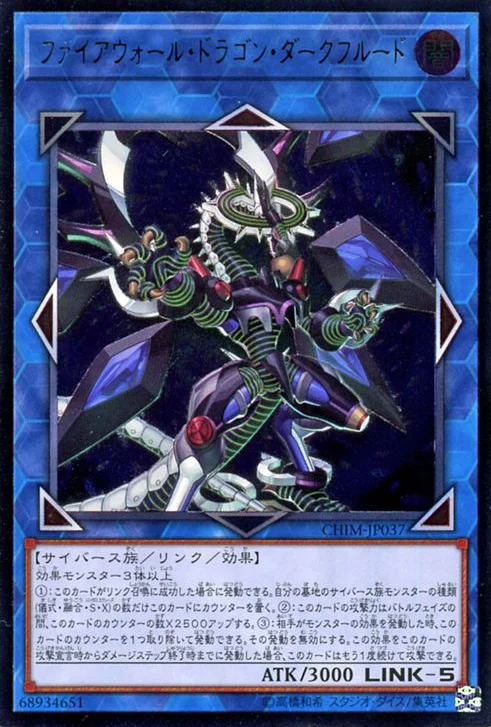 ファイアウォール・ドラゴン・ダークフルード
闇
CHIM-JP037
【サイバース族／リンク／効果】
効果モンスター3体以上
①：このカードがリンク召喚に成功した場合に発動できる。自分の墓地のサイバース族モンスターの種類
(儀式・融合・S・X)の数だけこのカードにカウンターを置く。②：このカードの攻撃力はバトルフェイズの
間、このカードのカウンターの数×2500アップする。③：相手がモンスターの効果を発動した時、この
カードのカウンターを1つ取り除いて発動できる。その発動を無効にする。この効果をこのカードの
攻撃宣言時からダメージステップ終了時までに発動した場合、このカードはもう1度続けて攻撃できる。
ATK/3000 LINK-5
68934651
©高橋和希 スタジオ・ダイス/集英社